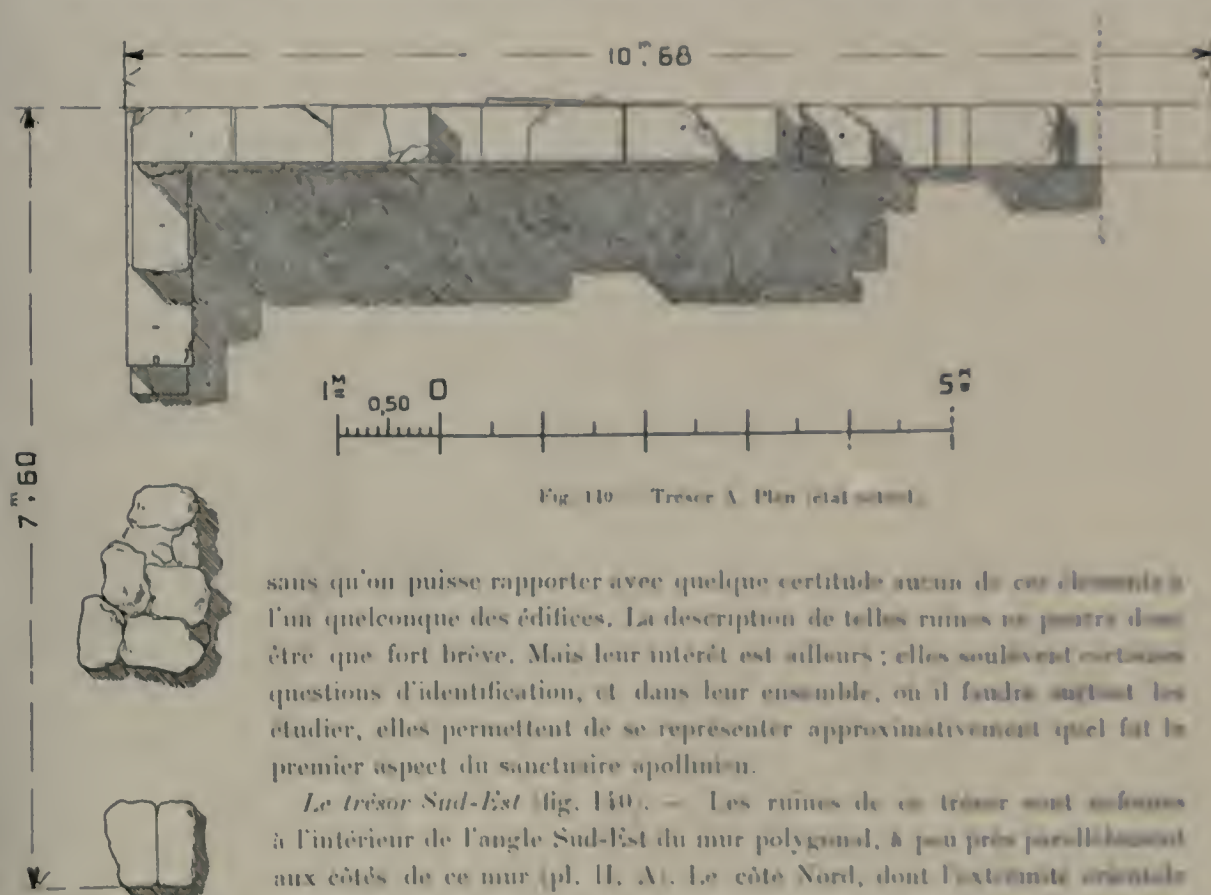 10m,68
7m,60
1M 0 5M
0,50
Fig. 140 Trésor A. Plan
sans qu'on puisse rapporter avec quelque certitude aucun de ces éléments à
l'un quelconque des édifices. La description de telles ruines ne pourra donc
être que fort brève. Mais leur intérêt est ailleurs ; elles soulèvent certaines
questions d'identification, et dans leur ensemble, où il faudra surtout les
étudier, elles permettent de se représenter approximativement quel fut le
premier aspect du sanctuaire apollinien.
Le trésor Sud-Est (fig. 140). — Les ruines de ce trésor sont
à l'intérieur de l'angle Sud-Est du mur polygonal, à peu près parallèlement
aux côtés de ce mur (pl. II, A). Le côté Nord, dont l'extrémité orientale